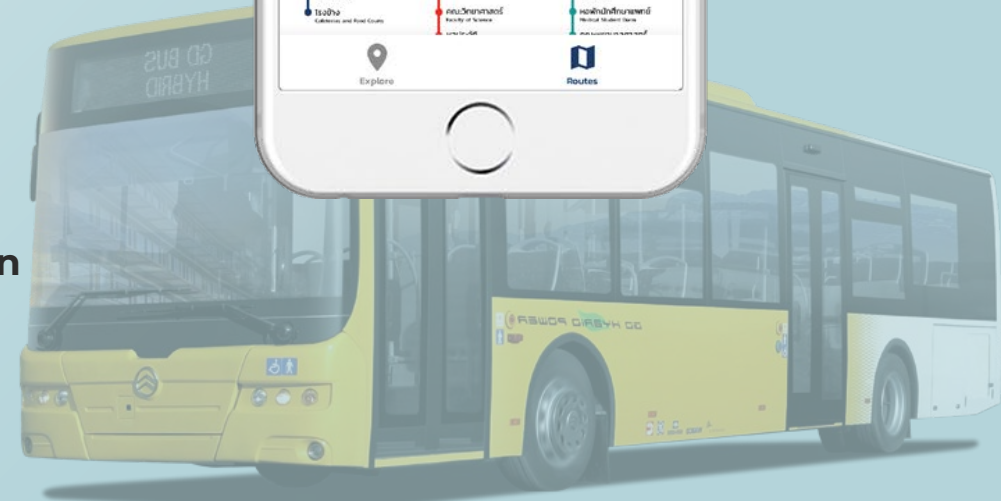 โรงช้าง
Cafeterias and Food Courts
คณะวิทยาศาสตร์
Faculty of Science
หอพักนักศึกษาแพทย์
Medical Student Dorm
Explore
Routes
GD BUS
HYBRID
n
GD HYBRID POWER